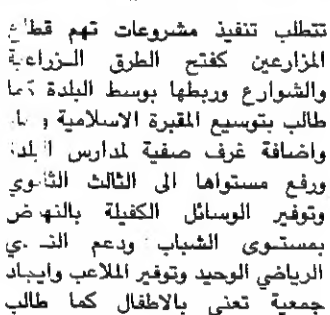 تتطلب تنفيذ مشروعات تهم قطاع
المزارعين كفتح الطرق الزراعية
والشوارع وربطها بوسط البلدة كما
طالب بتوسيع المقبرة الاسلامية
واضافة غرف صفية لمدارس البلدة
ورفع مستواها الى الثالث الثانوي
وتوفير الوسائل الكفيلة بالنهوض
بمستوى الشباب ودعم النادي
الرياضي الوحيد وتوفير الملاعب وايجاد
جمعية تعنى بالاطفال كما طالب